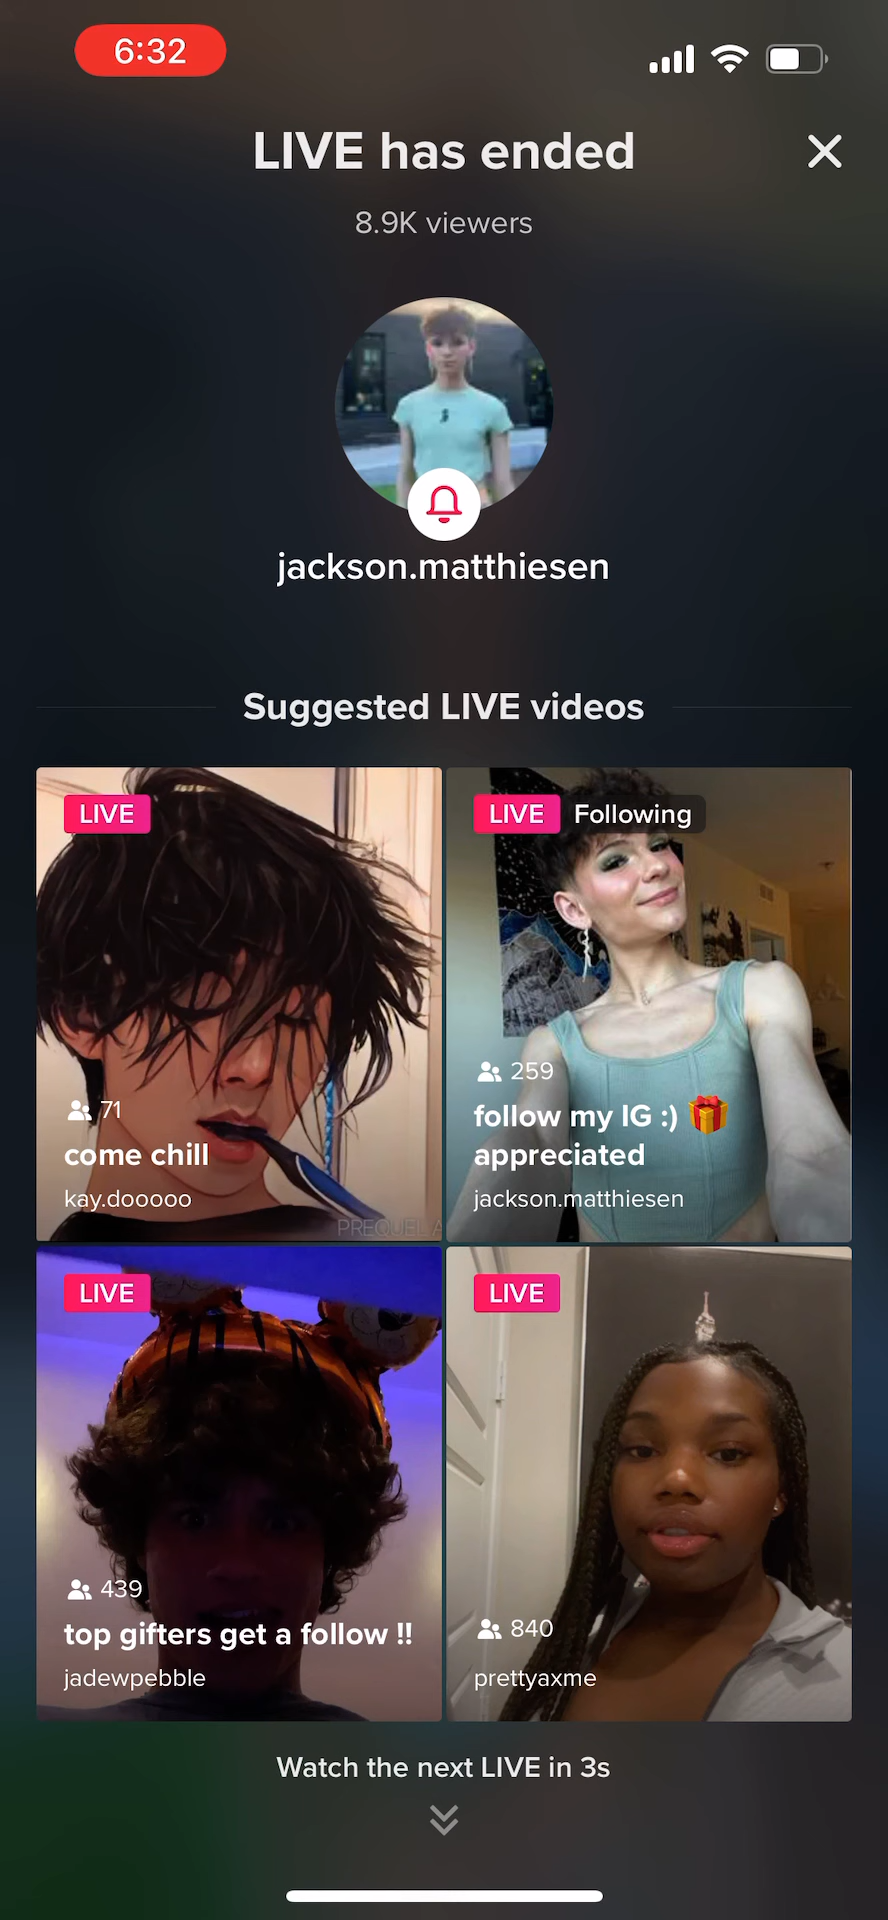 6:32
LIVE has ended
8.9K viewers
jackson.matthiesen
Suggested LIVE videos
LIVE
71
come chill
kay.dooooo
PREQUEL A
LIVE Following
259
follow my IG :) 🎁
appreciated
jackson.matthiesen
LIVE
439
top gifters get a follow !!
jadewpebble
LIVE
840
prettyaxme
Watch the next LIVE in 3s